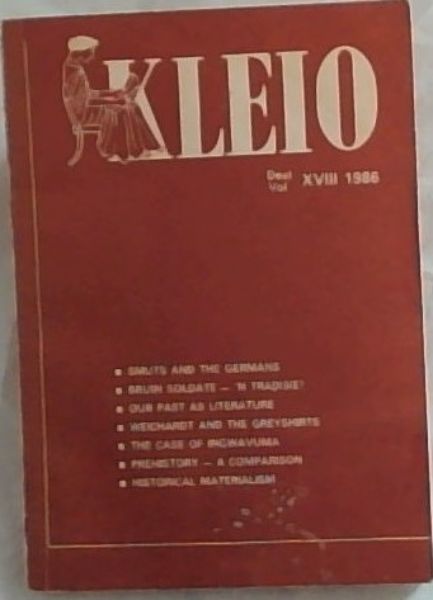 KLEIO
Deel
Vol XVIII 1986
SMUTS AND THE GERMANS
BRUIN SOLDATE – 'N TRADISIE?
OUR PAST AS LITERATURE
WEICHARDT AND THE GREYSHIRTS
THE CASE OF INGWAVUMA
PREHISTORY – A COMPARISON
HISTORICAL MATERIALISM